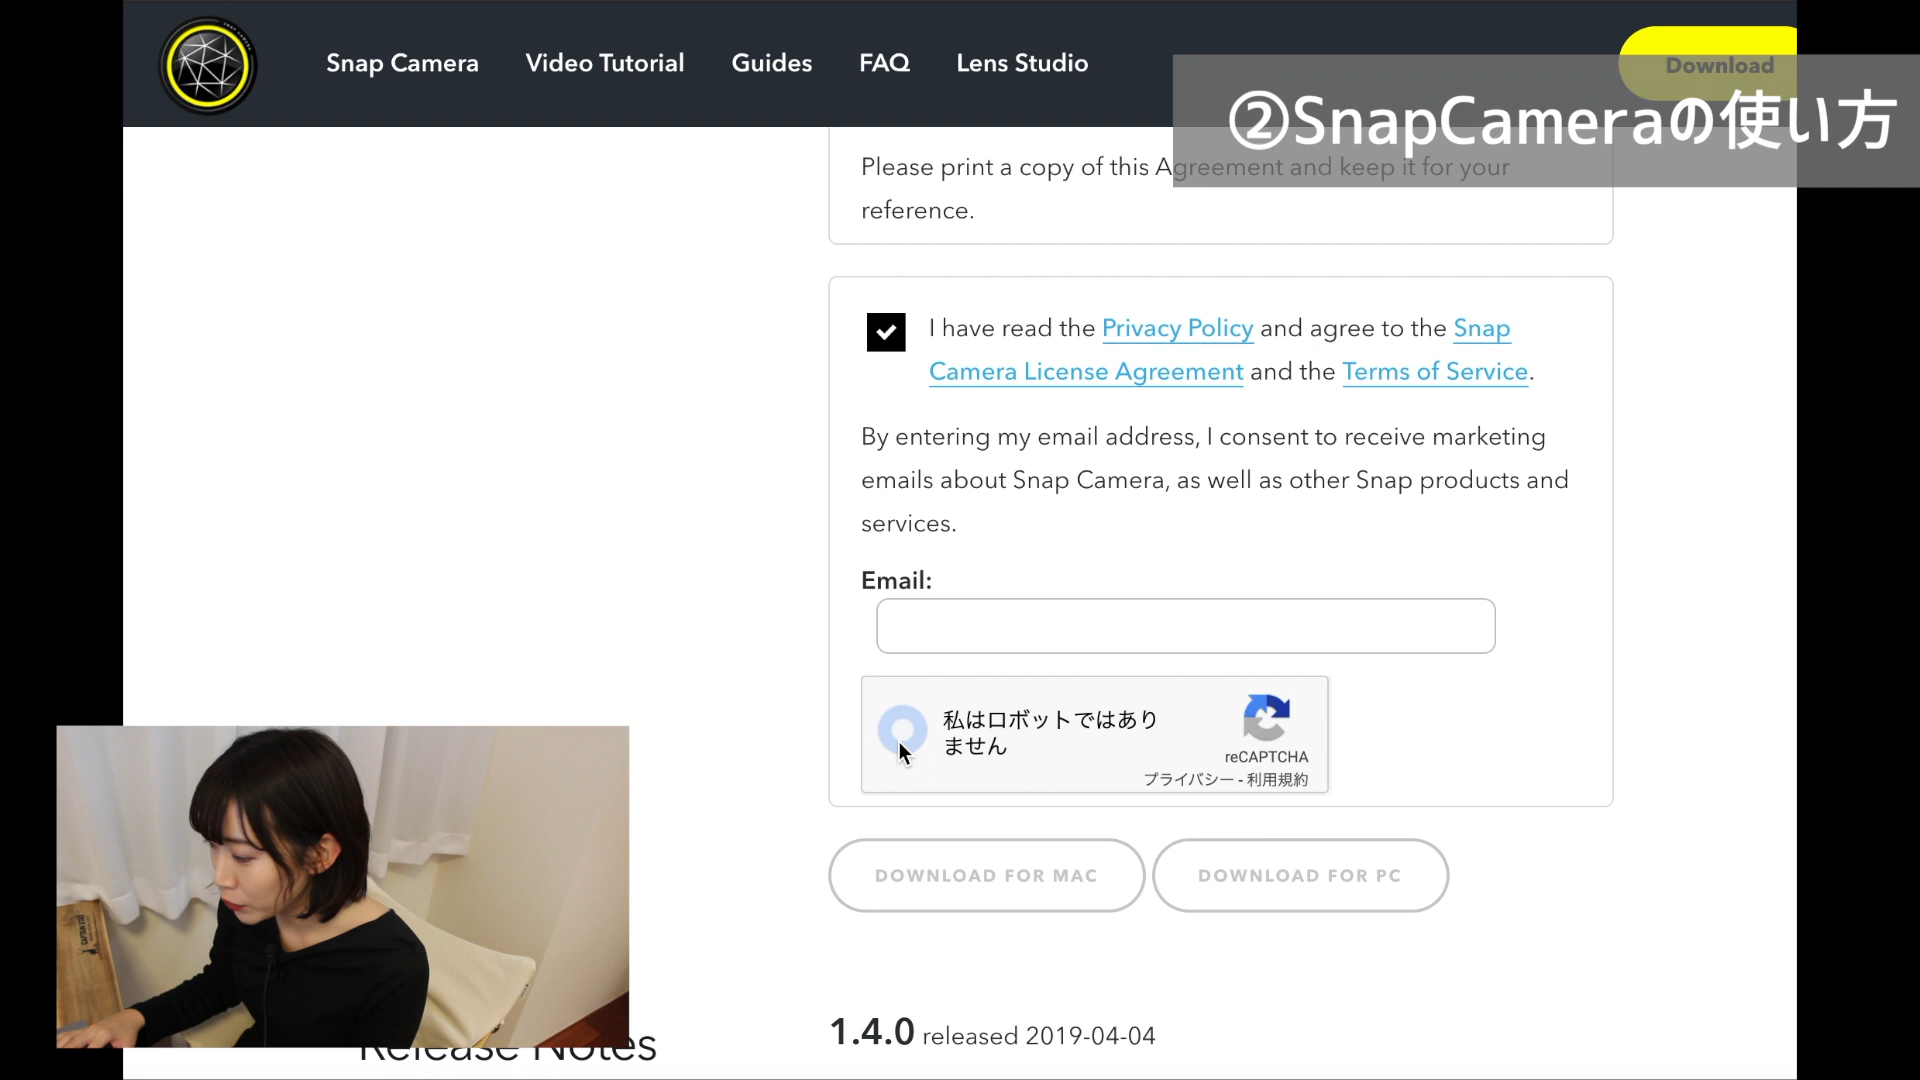 Snap Camera Video Tutorial Guides FAQ Lens Studio Download
②SnapCameraの使い方
Please print a copy of this Agreement and keep it for your
reference.
I have read the Privacy Policy and agree to the Snap
Camera License Agreement and the Terms of Service.
By entering my email address, I consent to receive marketing
emails about Snap Camera, as well as other Snap products and
services.
Email:
私はロボットではあり
ません
reCAPTCHA
プライバシー - 利用規約
DOWNLOAD FOR MAC DOWNLOAD FOR PC
Release Notes
1.4.0 released 2019-04-04